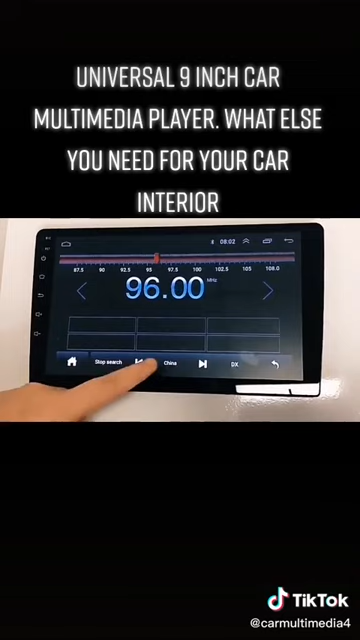 UNIVERSAL 9 INCH CAR
MULTIMEDIA PLAYER. WHAT ELSE
YOU NEED FOR YOUR CAR
INTERIOR
08:02
87.5 90 92.5 95 97.5 100 102.5 105 108.0
96.00 MHz
Stop search China DX
TikTok
@carmultimedia4